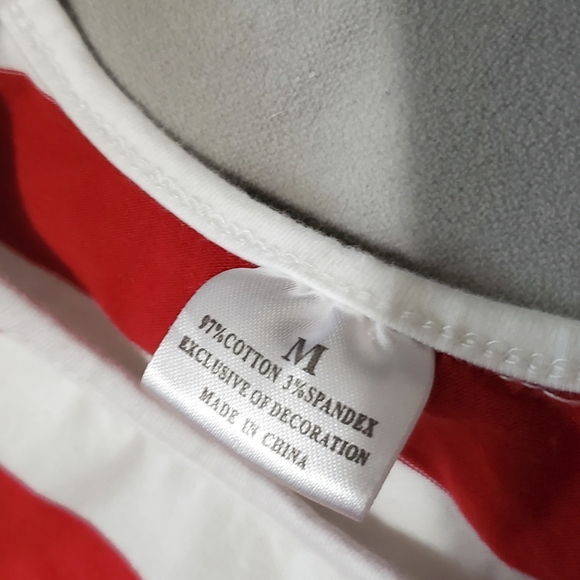 M
97%COTTON 3%SPANDEX
EXCLUSIVE OF DECORATION
MADE IN CHINA